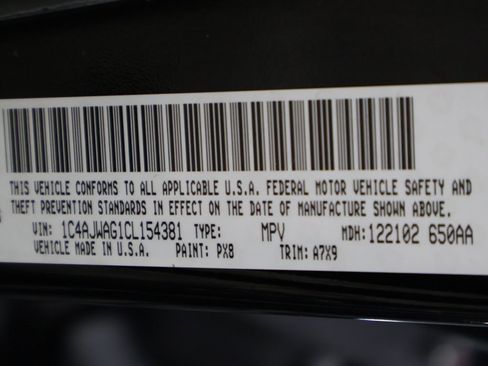 THIS VEHICLE CONFORMS TO ALL APPLICABLE U.S.A. FEDERAL MOTOR VEHICLE SAFETY AND
THEFT PREVENTION STANDARDS IN EFFECT ON THE DATE OF MANUFACTURE SHOWN ABOVE.
VIN: 1C4AJWAG1CL154381 TYPE: MPV MDH: 122102 650AA
VEHICLE MADE IN U.S.A. PAINT: PX8 TRIM: A7X9